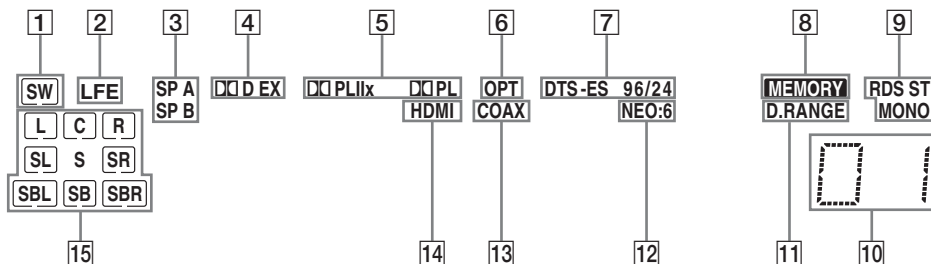 1 2 3 4 5 6 7 8 9
SW LFE SP A DD D EX DD PLIIx DD PL OPT DTS-ES 96/24 MEMORY RDS ST
SP B HDMI COAX NEO:6 D.RANGE MONO
L C R
SL S SR
SBL SB SBR
0 1
15 14 13 12 11 10